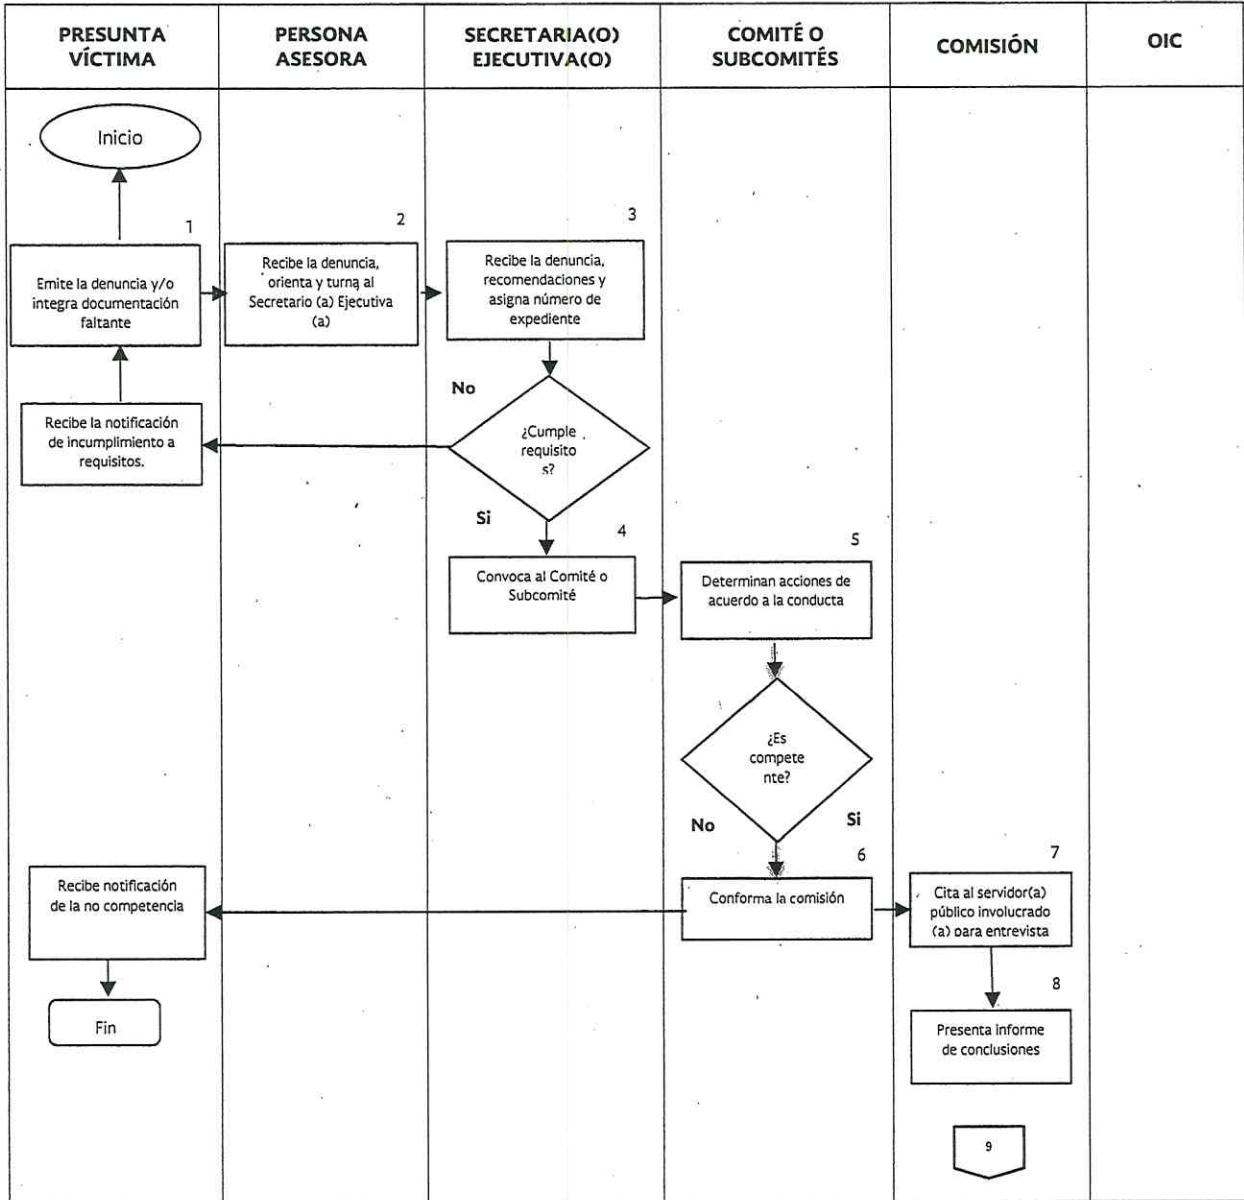 PRESUNTA
VÍCTIMA
PERSONA
ASESORA
SECRETARIA(O)
EJECUTIVA(O)
COMITÉ O
SUBCOMITÉS
COMISIÓN
OIC
Inicio
1
Emite la denuncia y/o
integra documentación
faltante
2
Recibe la denuncia,
orienta y turna al
Secretario (a) Ejecutiva
(a)
3
Recibe la denuncia,
recomendaciones y
asigna número de
expediente
No
¿Cumple
requisito
s?
Recibe la notificación
de incumplimiento a
requisitos.
Si
4
Convoca al Comité o
Subcomité
5
Determinan acciones de
acuerdo a la conducta
¿Es
compete
nte?
No
Si
6
Conforma la comisión
Recibe notificación
de la no competencia
Fin
7
Cita al servidor(a)
público involucrado
(a) para entrevista
8
Presenta informe
de conclusiones
9